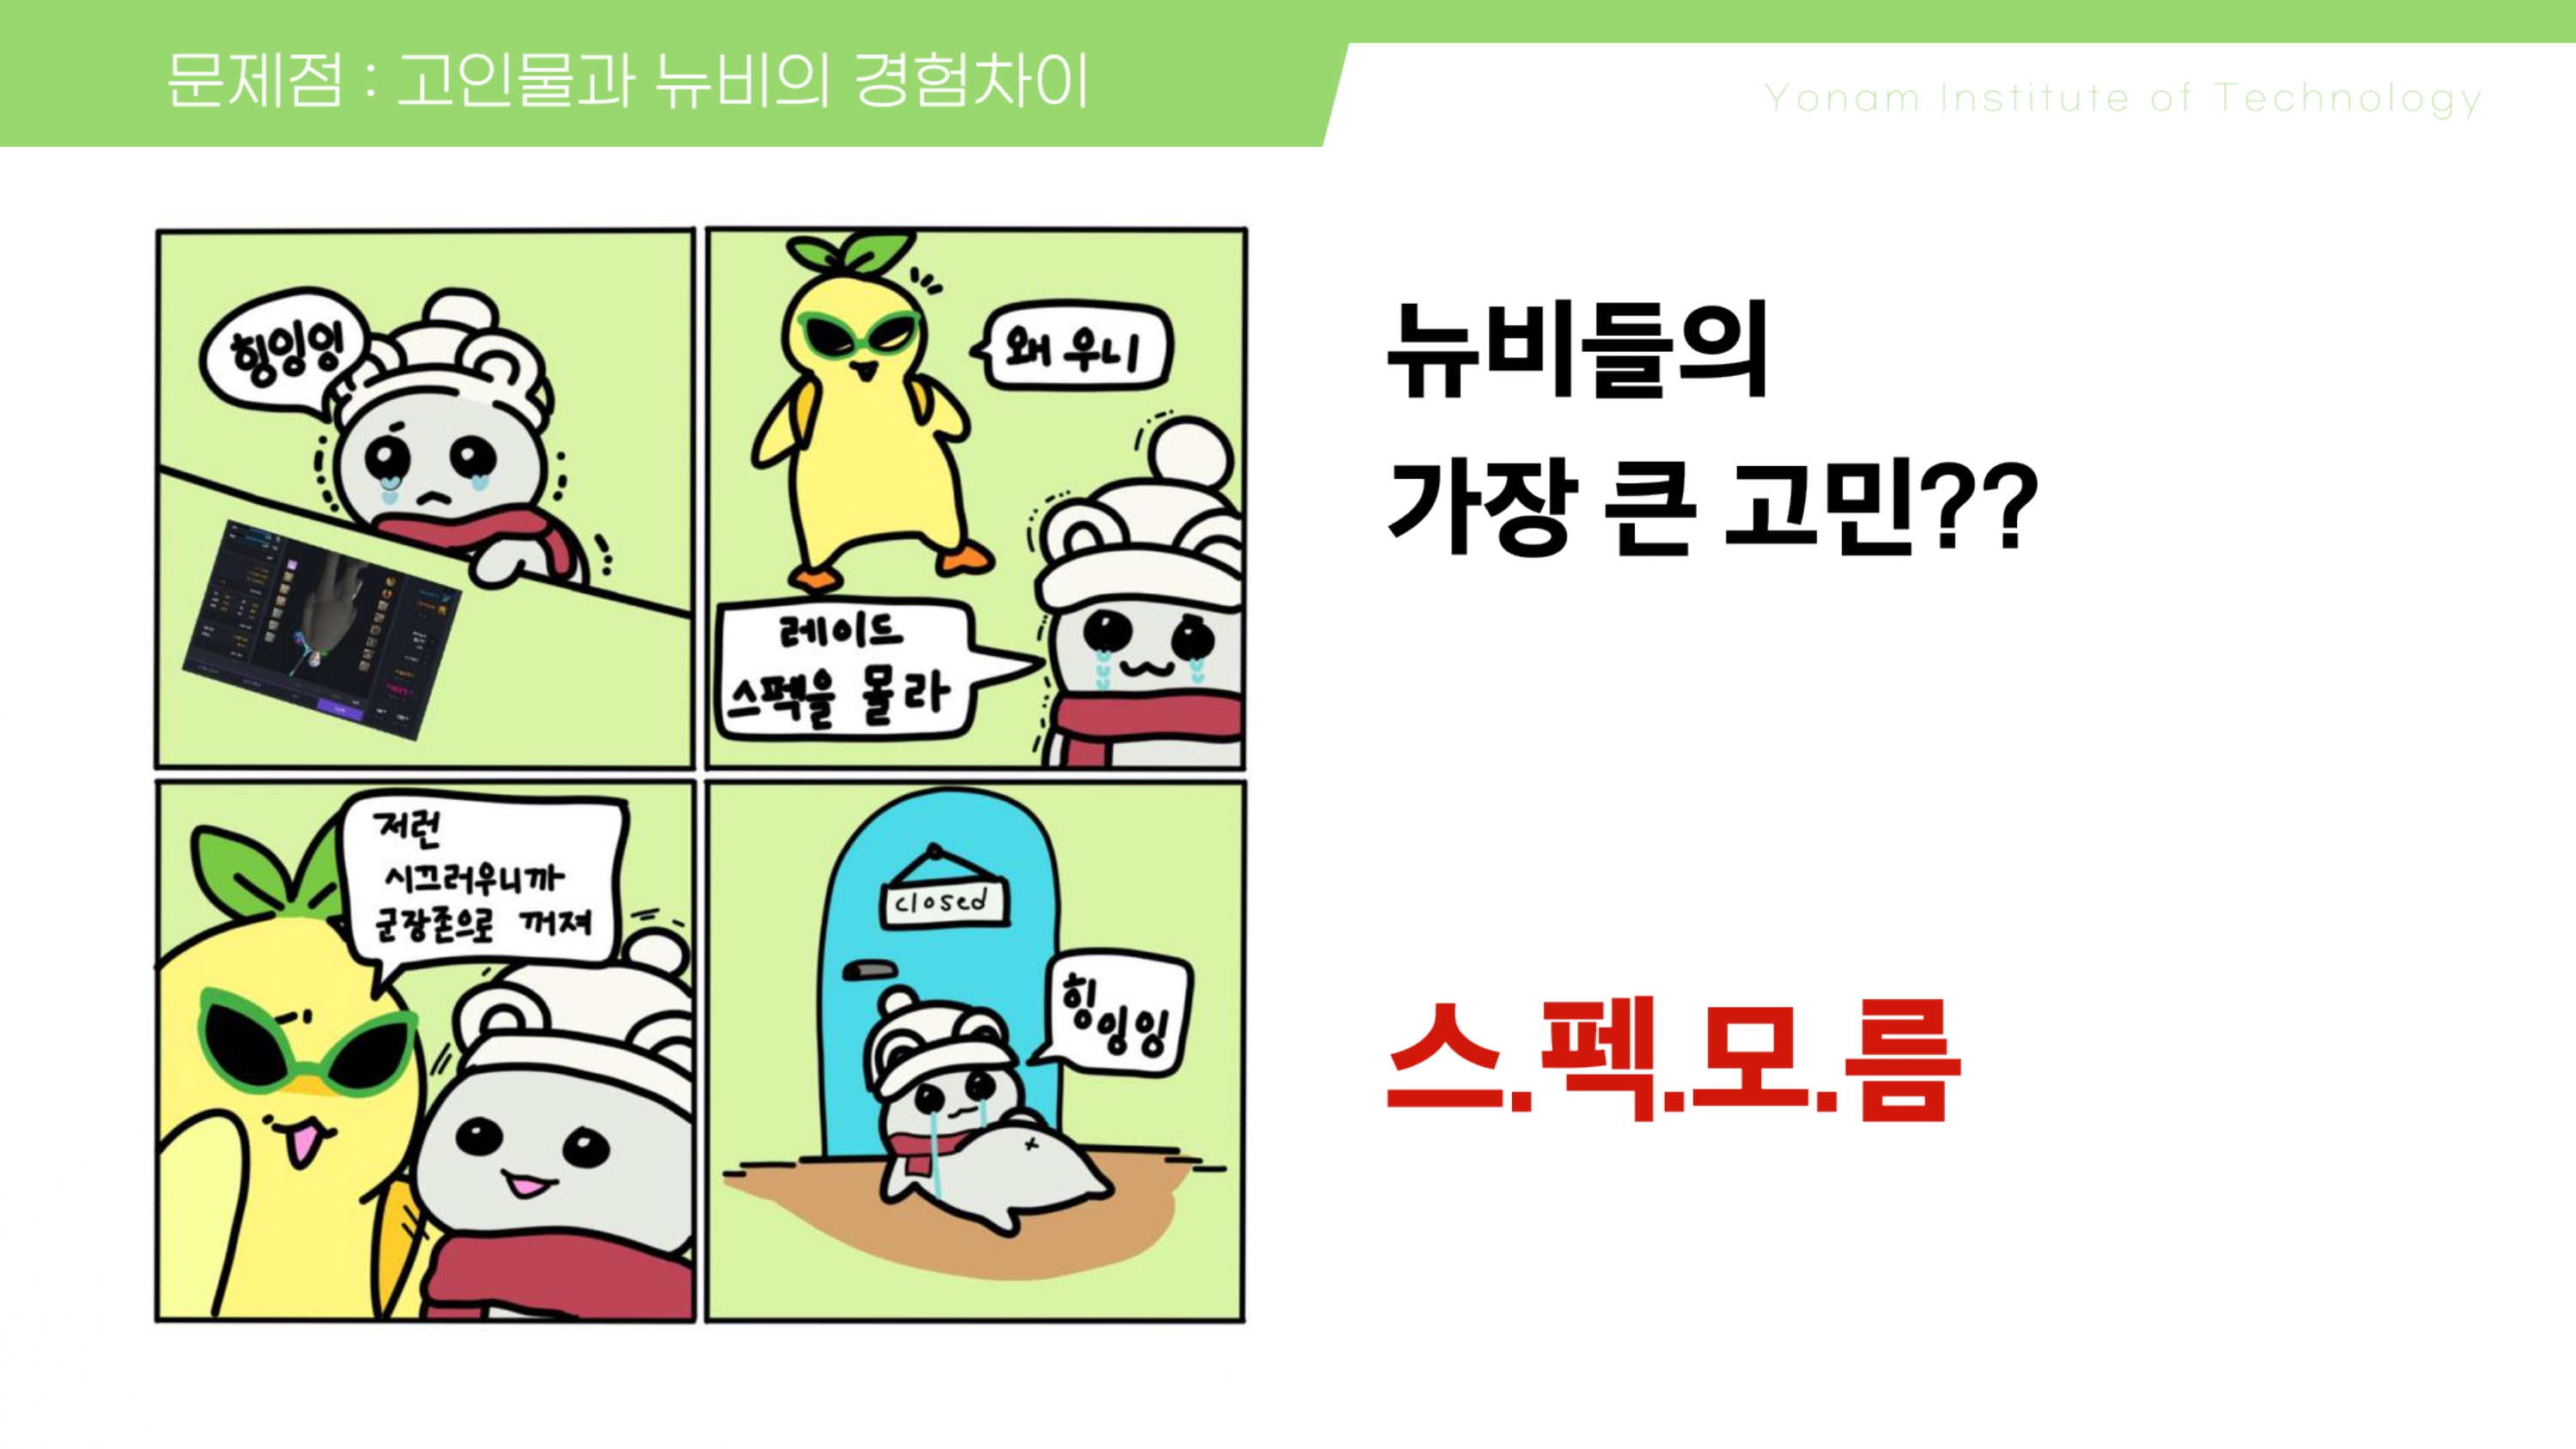 문제점 : 고인물과 뉴비의 경험차이
Yonam Institute of Technology
힝잉잉
왜 우니
레이드
스펙을 몰라
저런
시끄러우니까
군장존으로 꺼져
closed
힝잉잉
뉴비들의
가장 큰 고민??
스.펙.모.름